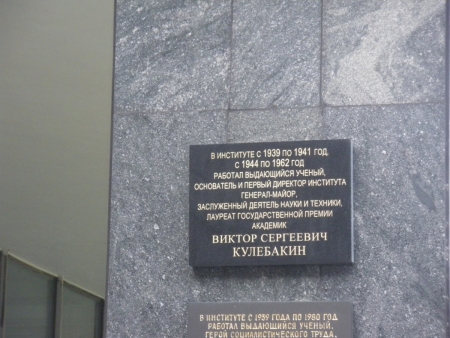 В ИНСТИТУТЕ С 1939 ПО 1941 ГОД,
С 1944 ПО 1962 ГОД
РАБОТАЛ ВЫДАЮЩИЙСЯ УЧЕНЫЙ,
ОСНОВАТЕЛЬ И ПЕРВЫЙ ДИРЕКТОР ИНСТИТУТА
ГЕНЕРАЛ-МАЙОР,
ЗАСЛУЖЕННЫЙ ДЕЯТЕЛЬ НАУКИ И ТЕХНИКИ,
ЛАУРЕАТ ГОСУДАРСТВЕННОЙ ПРЕМИИ
АКАДЕМИК
ВИКТОР СЕРГЕЕВИЧ
КУЛЕБАКИН
В ИНСТИТУТЕ С 1939 ГОДА ПО 1980 ГОД
РАБОТАЛ ВЫДАЮЩИЙСЯ УЧЕНЫЙ,
ГЕРОЙ СОЦИАЛИСТИЧЕСКОГО ТРУДА,